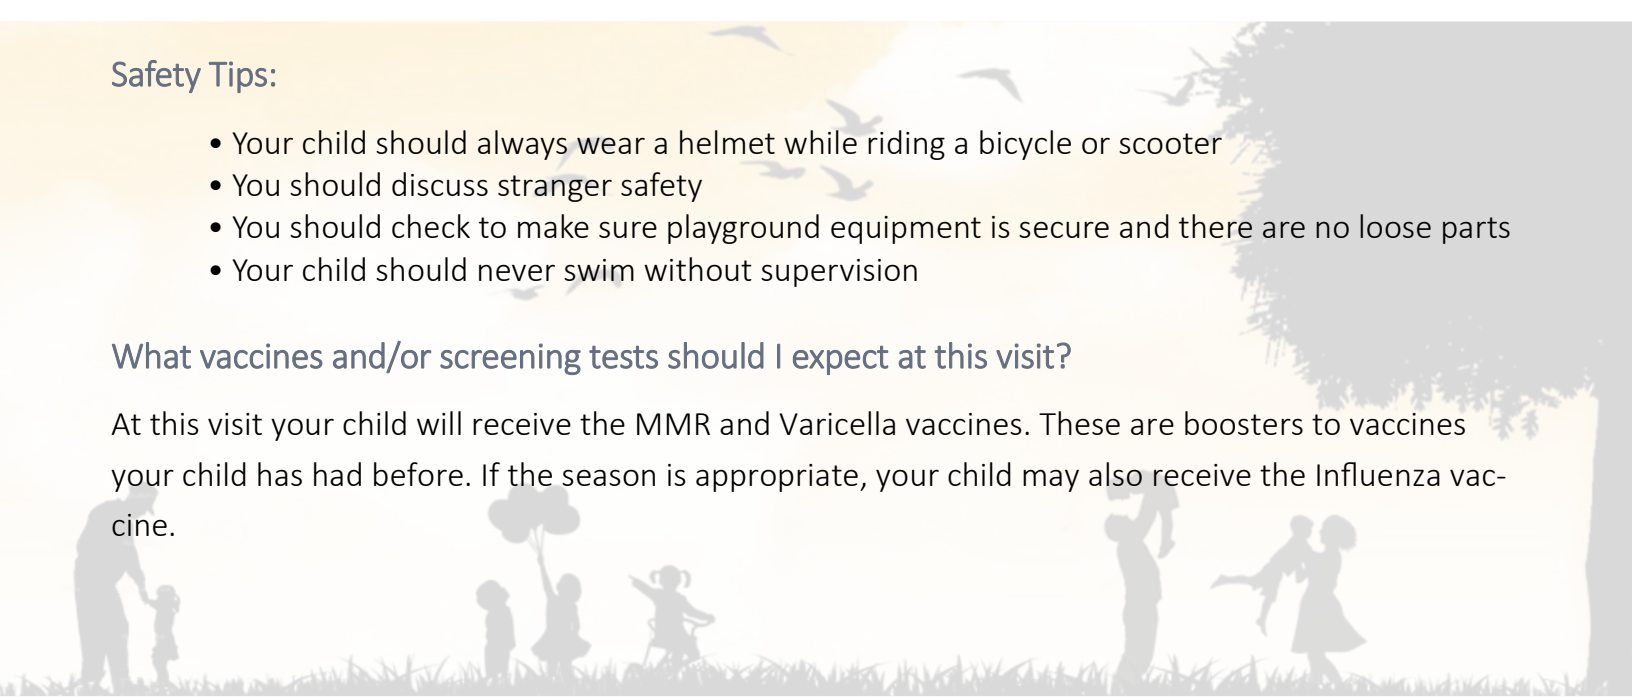 Safety Tips:
• Your child should always wear a helmet while riding a bicycle or scooter
• You should discuss stranger safety
• You should check to make sure playground equipment is secure and there are no loose parts
• Your child should never swim without supervision
What vaccines and/or screening tests should I expect at this visit?
At this visit your child will receive the MMR and Varicella vaccines. These are boosters to vaccines
your child has had before. If the season is appropriate, your child may also receive the Influenza vac-
cine.